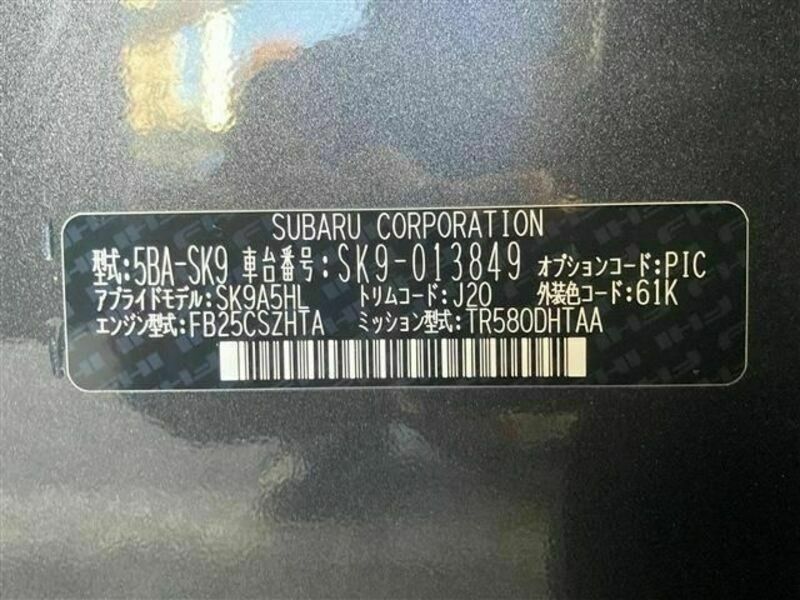 SUBARU CORPORATION
型式:5BA-SK9 車台番号:SK9-013849 オプションコード:PIC
アプライドモデル:SK9A5HL トリムコード:J20 外装色コード:61K
エンジン型式:FB25CSZHTA ミッション型式:TR580DHTAA